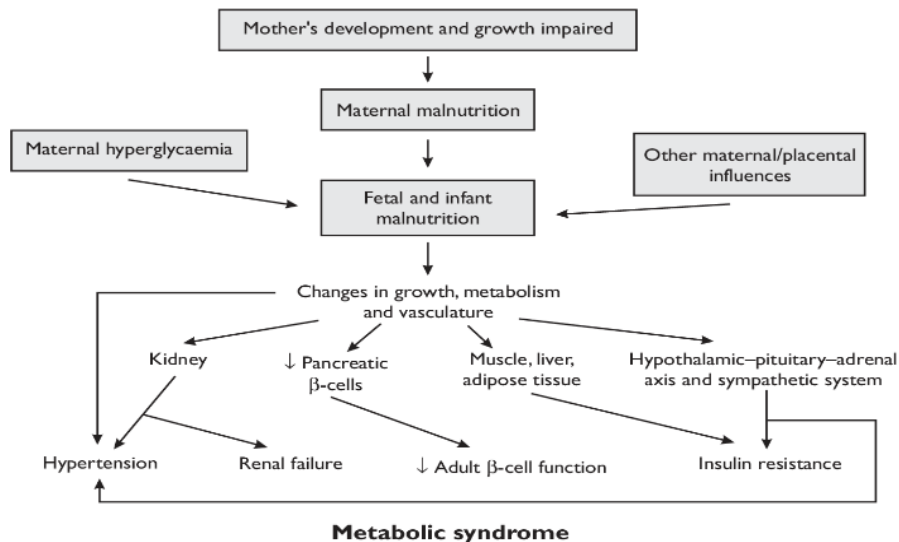 Mother's development and growth impaired
Maternal malnutrition
Maternal hyperglycaemia
Other maternal/placental
influences
Fetal and infant
malnutrition
Changes in growth, metabolism
and vasculature
Kidney
↓ Pancreatic
β-cells
Muscle, liver,
adipose tissue
Hypothalamic–pituitary–adrenal
axis and sympathetic system
Hypertension
Renal failure
↓ Adult β-cell function
Insulin resistance
Metabolic syndrome